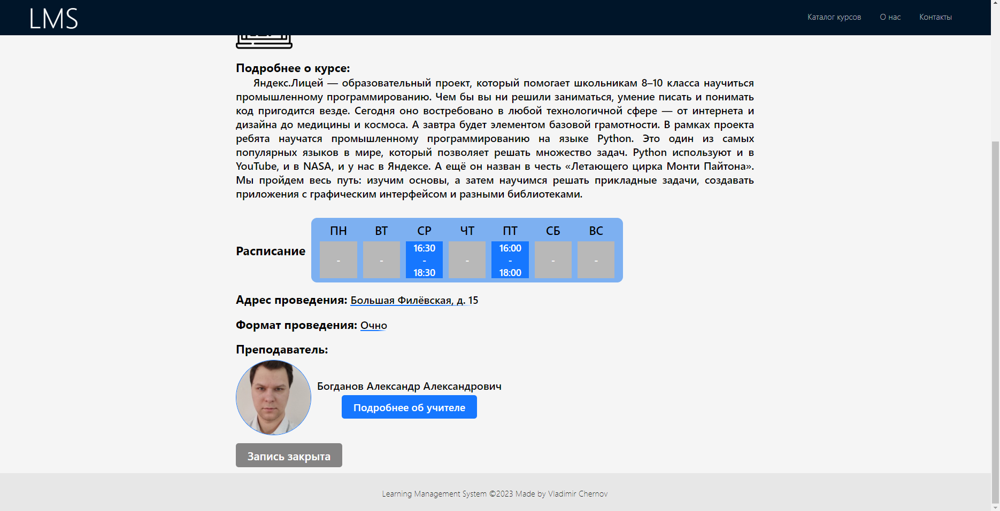 LMS
Каталог курсов О нас Контакты
Подробнее о курсе:
Яндекс.Лицей — образовательный проект, который помогает школьникам 8–10 класса научиться
промышленному программированию. Чем бы вы ни решили заниматься, умение писать и понимать
код пригодится везде. Сегодня оно востребовано в любой технологичной сфере — от интернета и
дизайна до медицины и космоса. А завтра будет элементом базовой грамотности. В рамках проекта
ребята научатся промышленному программированию на языке Python. Это один из самых
популярных языков в мире, который позволяет решать множество задач. Python используют и в
YouTube, и в NASA, и у нас в Яндексе. А ещё он назван в честь «Летающего цирка Монти Пайтона».
Мы пройдем весь путь: изучим основы, а затем научимся решать прикладные задачи, создавать
приложения с графическим интерфейсом и разными библиотеками.
Расписание
ПН ВТ СР ЧТ ПТ СБ ВС
16:30 16:00
- - - - - - -
18:30 18:00
Адрес проведения: Большая Филёвская, д. 15
Формат проведения: Очно
Преподаватель:
Богданов Александр Александрович
Подробнее об учителе
Запись закрыта
Learning Management System ©2023 Made by Vladimir Chernov